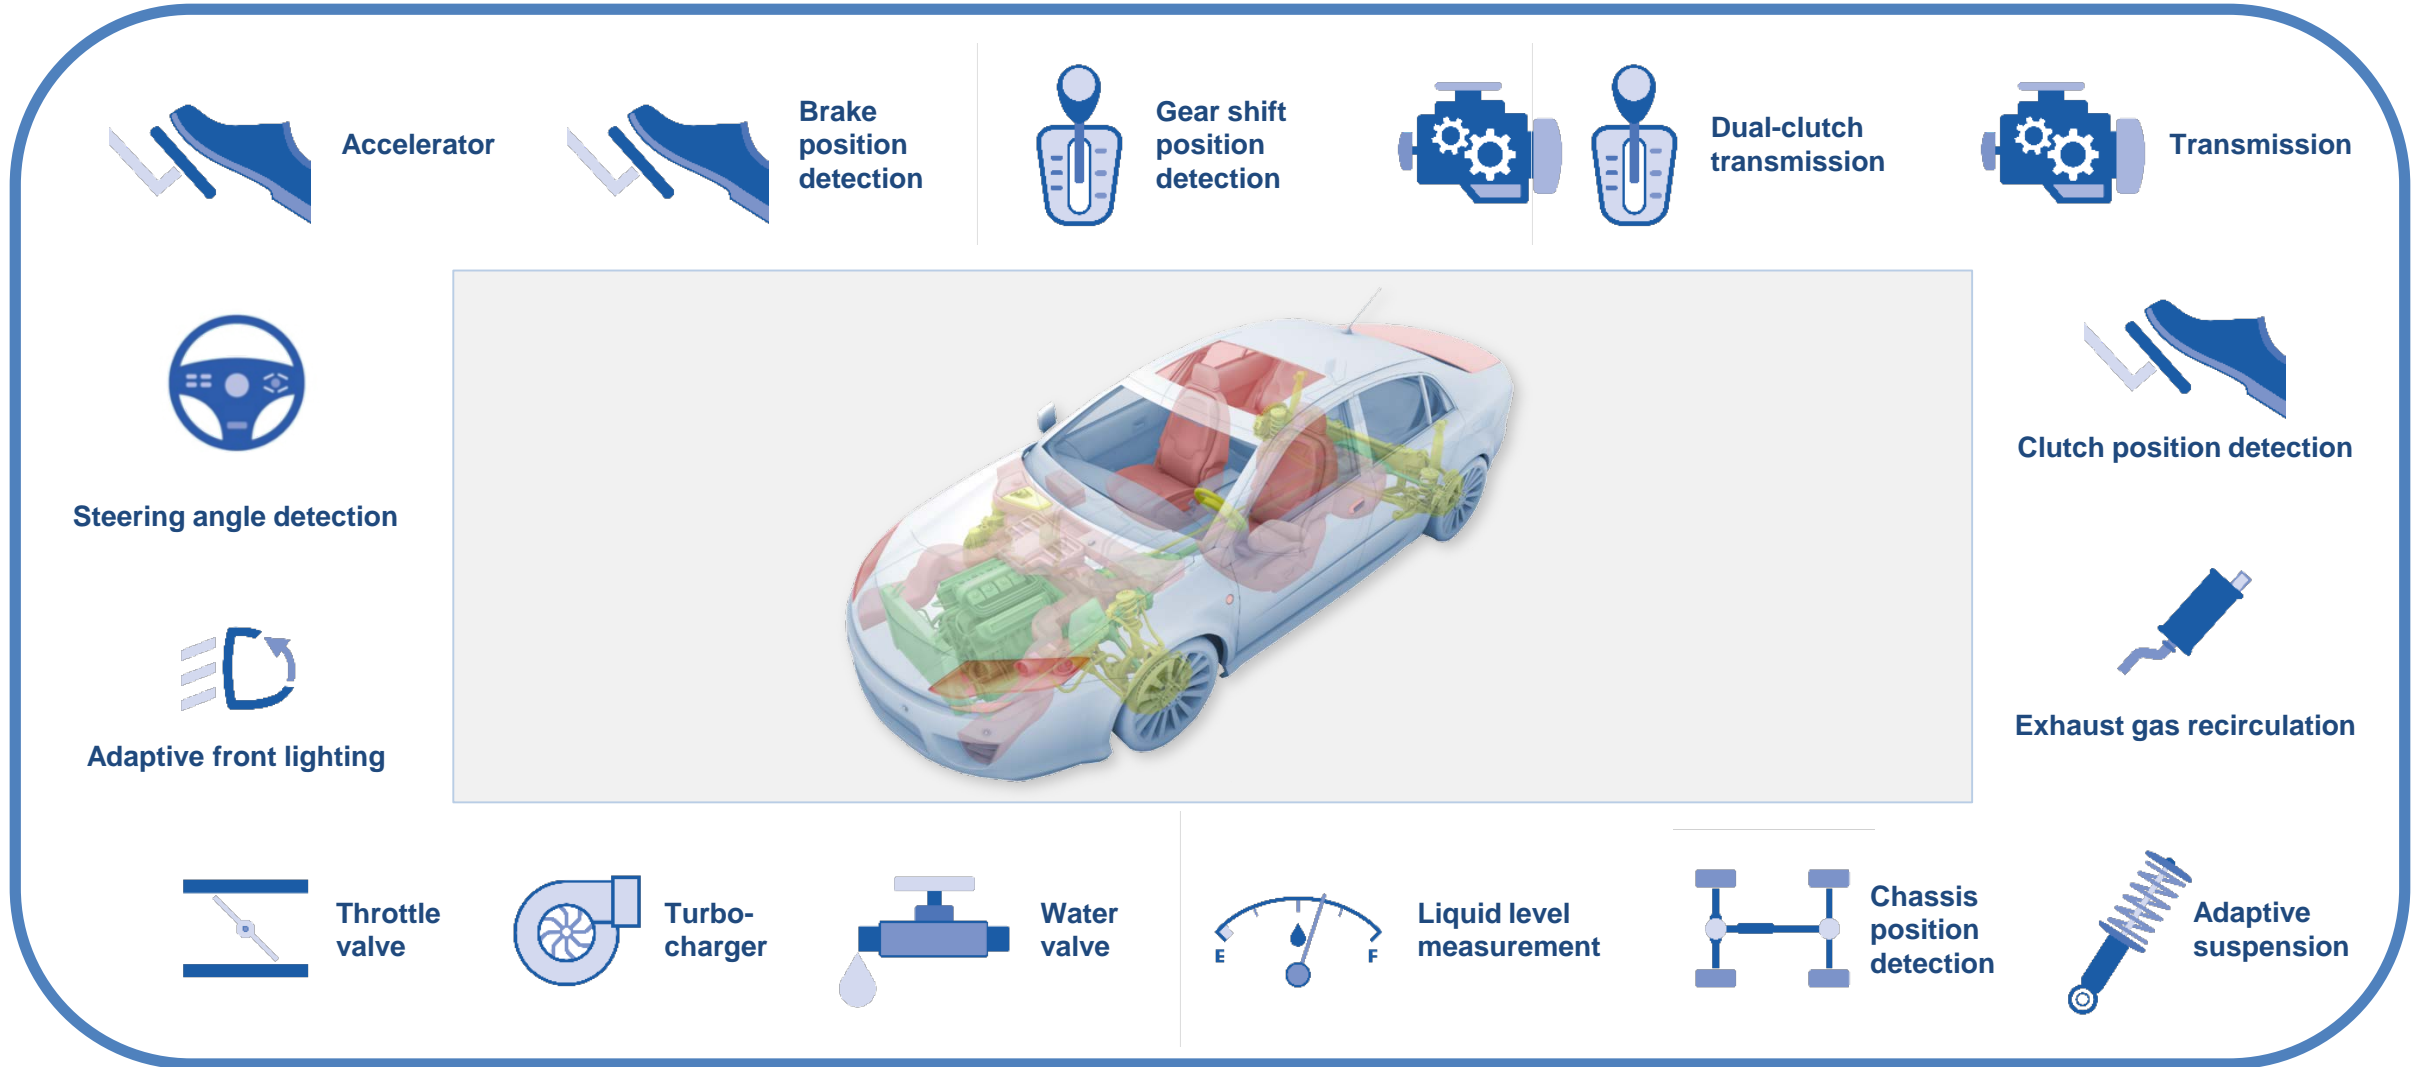 Accelerator
Brake
position
detection
Gear shift
position
detection
Dual-clutch
transmission
Transmission
Steering angle detection
Clutch position detection
Adaptive front lighting
Exhaust gas recirculation
Throttle
valve
Turbo-
charger
Water
valve
E
F
Liquid level
measurement
Chassis
position
detection
Adaptive
suspension